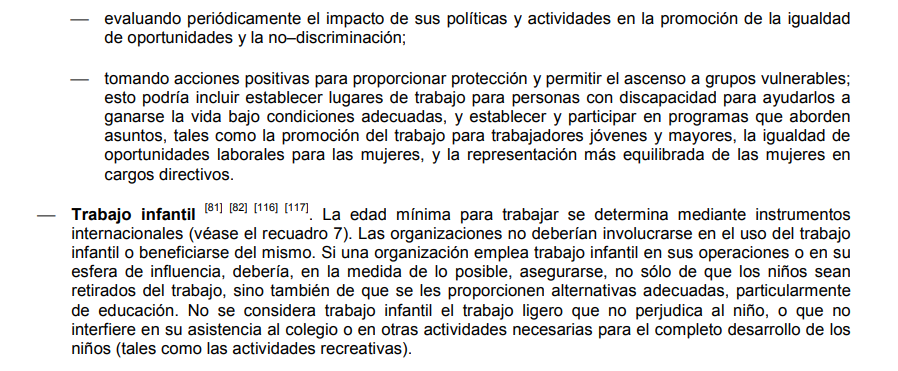 — evaluando periódicamente el impacto de sus políticas y actividades en la promoción de la igualdad
de oportunidades y la no–discriminación;
— tomando acciones positivas para proporcionar protección y permitir el ascenso a grupos vulnerables;
esto podría incluir establecer lugares de trabajo para personas con discapacidad para ayudarlos a
ganarse la vida bajo condiciones adecuadas, y establecer y participar en programas que aborden
asuntos, tales como la promoción del trabajo para trabajadores jóvenes y mayores, la igualdad de
oportunidades laborales para las mujeres, y la representación más equilibrada de las mujeres en
cargos directivos.
— Trabajo infantil [81] [82] [116] [117]. La edad mínima para trabajar se determina mediante instrumentos
internacionales (véase el recuadro 7). Las organizaciones no deberían involucrarse en el uso del trabajo
infantil o beneficiarse del mismo. Si una organización emplea trabajo infantil en sus operaciones o en su
esfera de influencia, debería, en la medida de lo posible, asegurarse, no sólo de que los niños sean
retirados del trabajo, sino también de que se les proporcionen alternativas adecuadas, particularmente
de educación. No se considera trabajo infantil el trabajo ligero que no perjudica al niño, o que no
interfiere en su asistencia al colegio o en otras actividades necesarias para el completo desarrollo de los
niños (tales como las actividades recreativas).